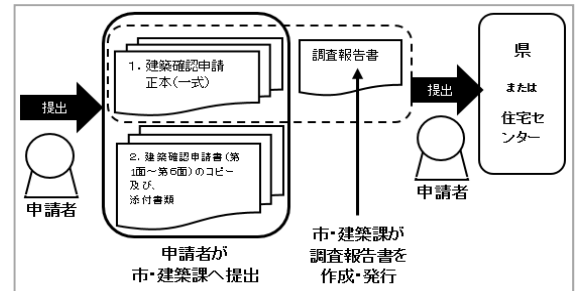 提出
申請者
1．建築確認申請
正本(一式)
2．建築確認申請書(第
1面～第6面)のコピー
及び、
添付書類
申請者が
市・建築課へ提出
調査報告書
市・建築課が
調査報告書を
作成・発行
提出
申請者
県
または
住宅セ
ンター